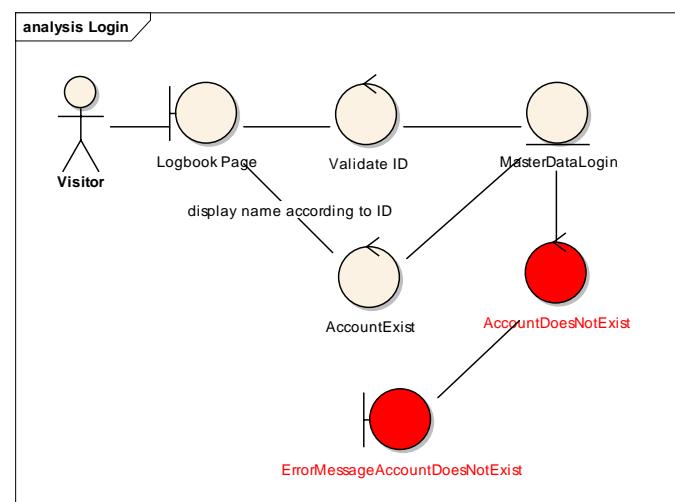 analysis Login
Logbook Page
Validate ID
MasterDataLogin
Visitor
display name according to ID
AccountExist
AccountDoesNotExist
ErrorMessageAccountDoesNotExist